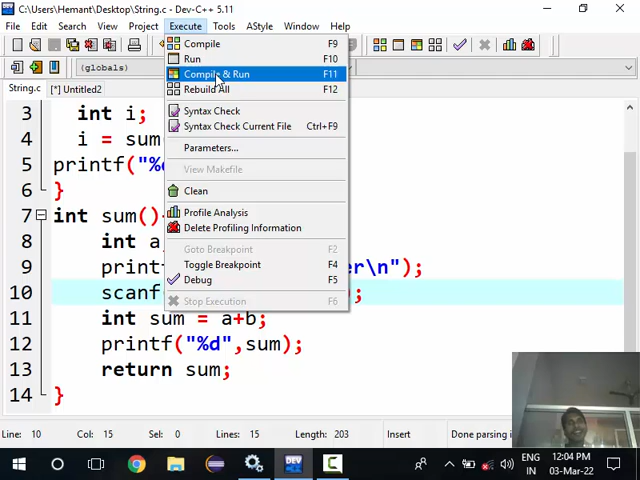 C:\Users\Hemant\Desktop\String.c - Dev-C++ 5.11
File Edit Search View Project Execute Tools AStyle Window Help
Compile F9
Run F10
Compile & Run F11
Rebuild All F12
Syntax Check
Syntax Check Current File Ctrl+F9
Parameters...
View Makefile
Clean
Profile Analysis
Delete Profiling Information
Goto Breakpoint F2
Toggle Breakpoint F4
Debug F5
Stop Execution F6
(globals)
String.c [*] Untitled2
3 int i;
4 i = sum
5 printf("%
6 }
7 int sum()
8 int a
9 print er\n");
10 scanf ;
11 int sum = a+b;
12 printf("%d",sum);
13 return sum;
14 }
Line: 10 Col: 15 Sel: 0 Lines: 15 Length: 203 Insert Done parsing i
DEV
ENG
IN
12:04 PM
03-Mar-22